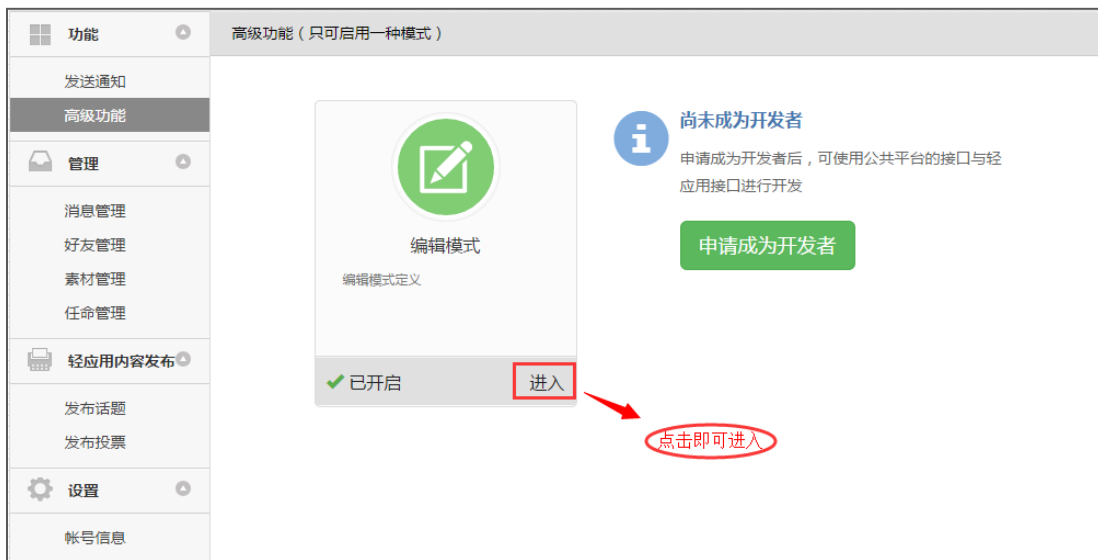 功能
高级功能（只可启用一种模式）
发送通知
高级功能
管理
消息管理
好友管理
素材管理
任命管理
轻应用内容发布
发布话题
发布投票
设置
帐号信息
编辑模式
编辑模式定义
已开启
进入
点击即可进入
尚未成为开发者
申请成为开发者后，可使用公共平台的接口与轻
应用接口进行开发
申请成为开发者